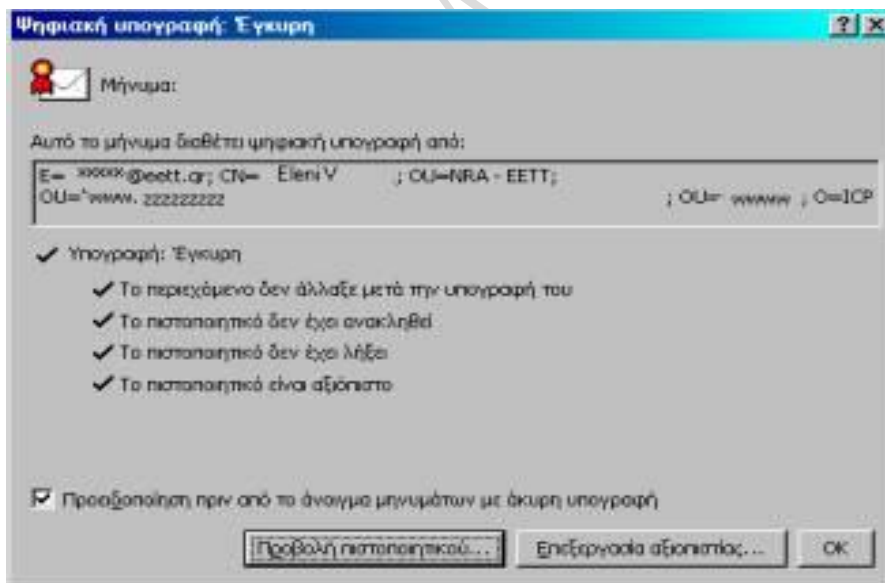 Ψηφιακή υπογραφή: Έγκυρη
Μήνυμα:
Αυτό το μήνυμα διαθέτει ψηφιακή υπογραφή από:
E= xxxxx@eett.gr; CN= Eleni V ; OU=NRA - EETT;
OU="www. zzzzzzzzz ; OU= wwwww ; O=ICP
Υπογραφή: Έγκυρη
Το περιεχόμενο δεν άλλαξε μετά την υπογραφή του
Το πιστοποιητικό δεν έχει ανακληθεί
Το πιστοποιητικό δεν έχει λήξει
Το πιστοποιητικό είναι αξιόπιστο
Προειδοποίηση πριν από το άνοιγμα μηνυμάτων με άκυρη υπογραφή
Προβολή πιστοποιητικού... Επεξεργασία αξιοπιστίας... OK